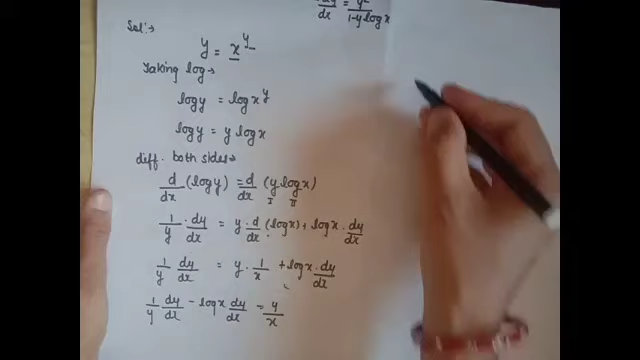 dy/dx = y²/1-y log x
Sol:→
y = x^y
Taking log→
log y = log x^y
log y = y log x
diff. both sides→
d/dx (log y) = d/dx (y log x)
I II
1/y · dy/dx = y · d/dx (log x) + log x · dy/dx
1/y dy/dx = y · 1/x + log x · dy/dx
1/y dy/dx - log x dy/dx = y/x